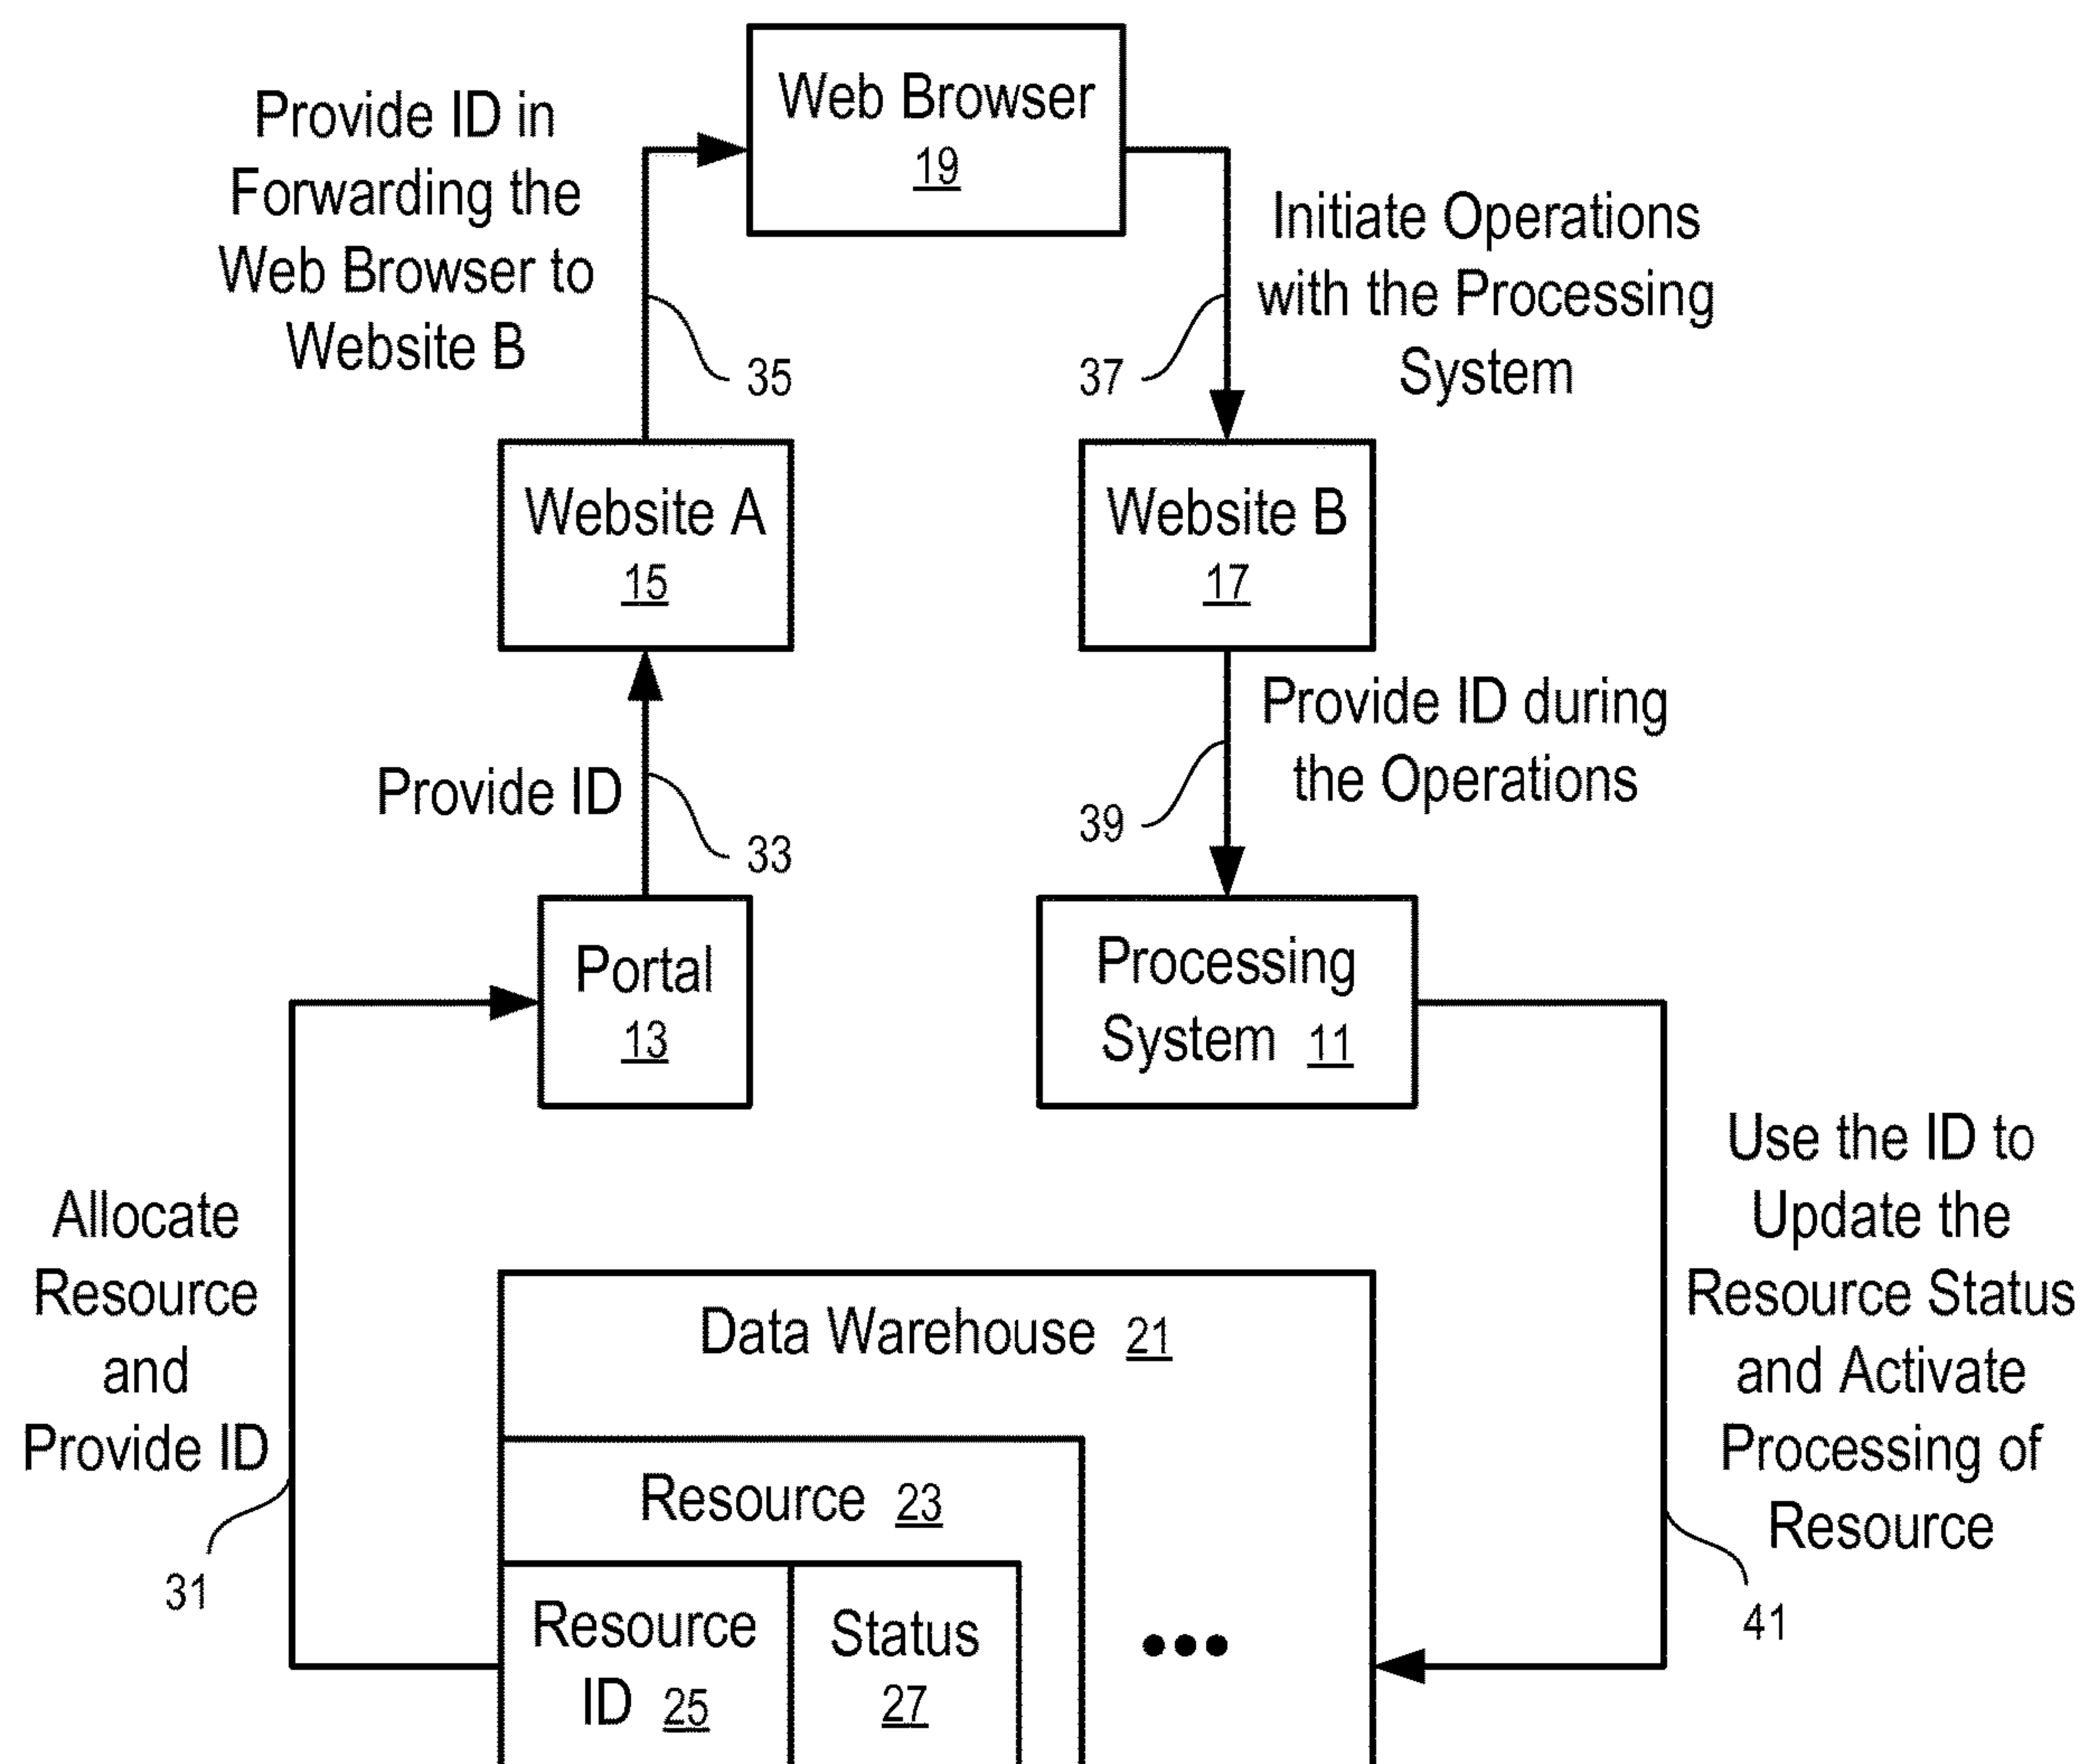 Web Browser
19
Provide ID in
Forwarding the
Web Browser to
Website B
35
Initiate Operations
with the Processing
System
37
Website A
15
Website B
17
Provide ID
33
Provide ID during
the Operations
39
Portal
13
Processing
System 11
Allocate
Resource
and
Provide ID
31
Use the ID to
Update the
Resource Status
and Activate
Processing of
Resource
41
Data Warehouse 21
Resource 23
Resource
ID 25
Status
27